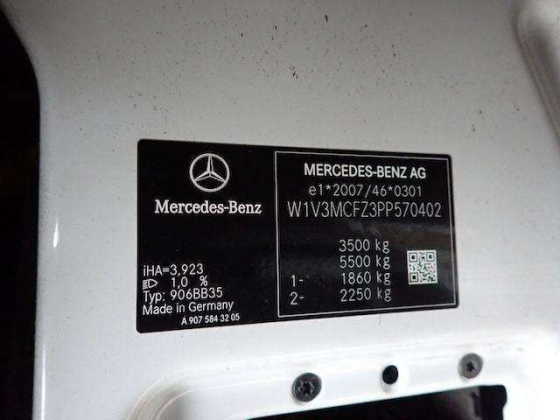 Mercedes-Benz
iHA=3,923
1,0 %
Typ: 906BB35
Made in Germany
A 907 584 32 05
MERCEDES-BENZ AG
e1*2007/46*0301
W1V3MCFZ3PP570402
3500 kg
5500 kg
1- 1860 kg
2- 2250 kg